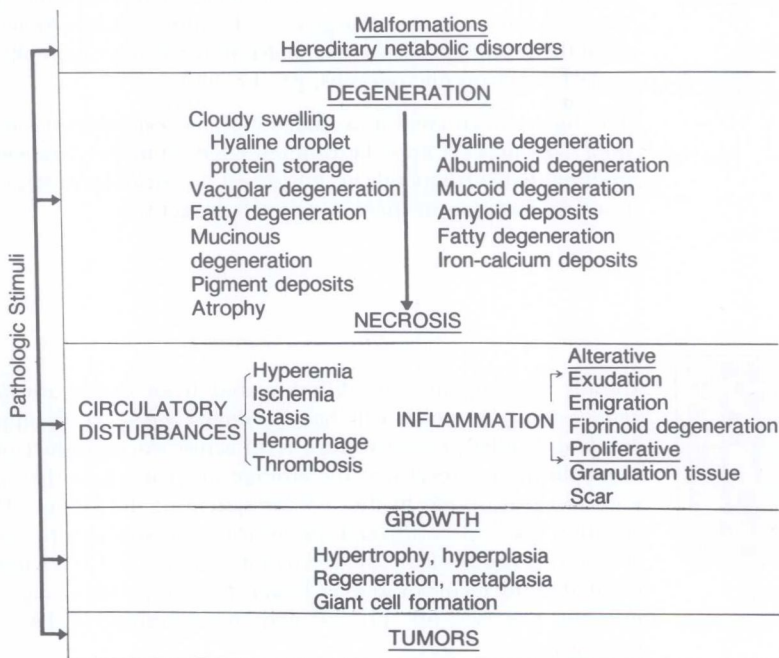 Malformations
Hereditary netabolic disorders
DEGENERATION
Cloudy swelling
Hyaline droplet
protein storage
Vacuolar degeneration
Fatty degeneration
Mucinous
degeneration
Pigment deposits
Atrophy
Hyaline degeneration
Albuminoid degeneration
Mucoid degeneration
Amyloid deposits
Fatty degeneration
Iron-calcium deposits
NECROSIS
Pathologic Stimuli
CIRCULATORY
DISTURBANCES
Hyperemia
Ischemia
Stasis
Hemorrhage
Thrombosis
INFLAMMATION
Alterative
Exudation
Emigration
Fibrinoid degeneration
Proliferative
Granulation tissue
Scar
GROWTH
Hypertrophy, hyperplasia
Regeneration, metaplasia
Giant cell formation
TUMORS